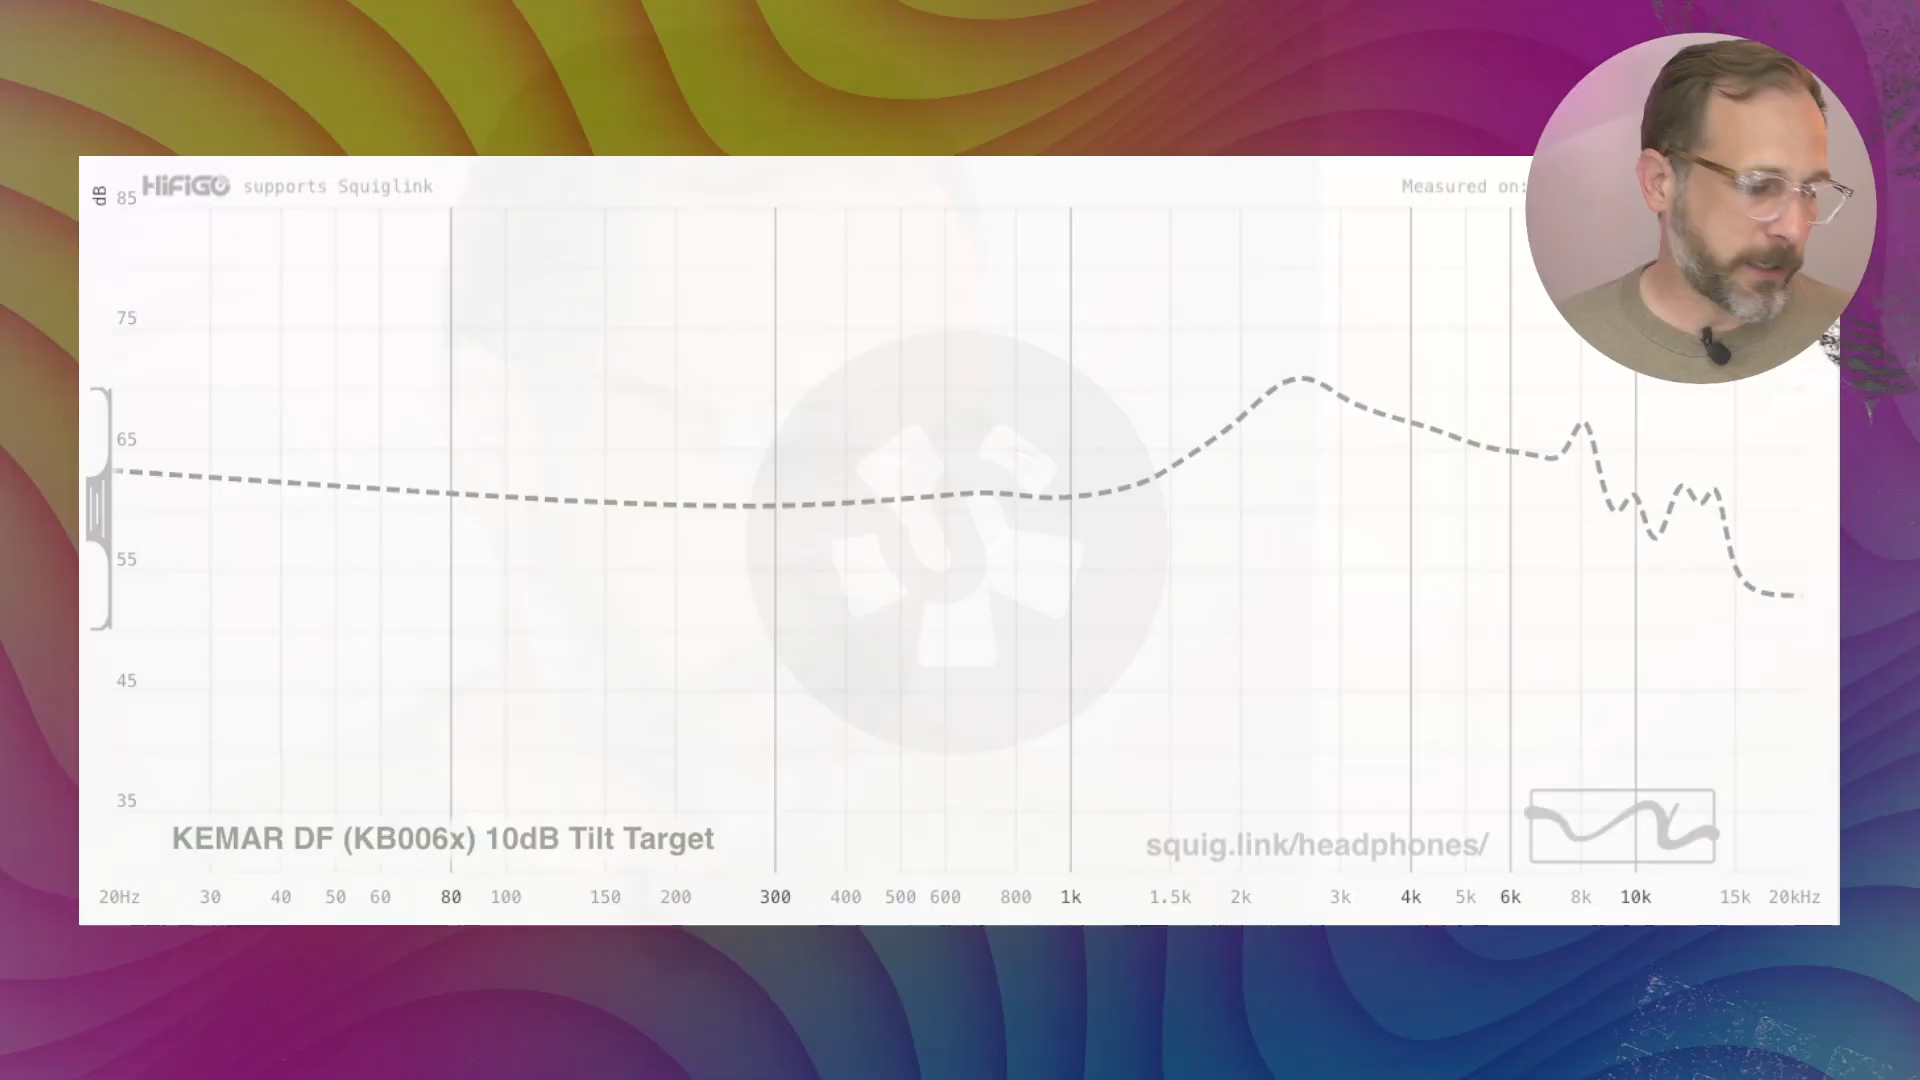 HiFiGO supports Squiglink
Measured on:
dB
85
75
65
55
45
35
KEMAR DF (KB006x) 10dB Tilt Target
squig.link/headphones/
20Hz 30 40 50 60 80 100 150 200 300 400 500 600 800 1k 1.5k 2k 3k 4k 5k 6k 8k 10k 15k 20kHz